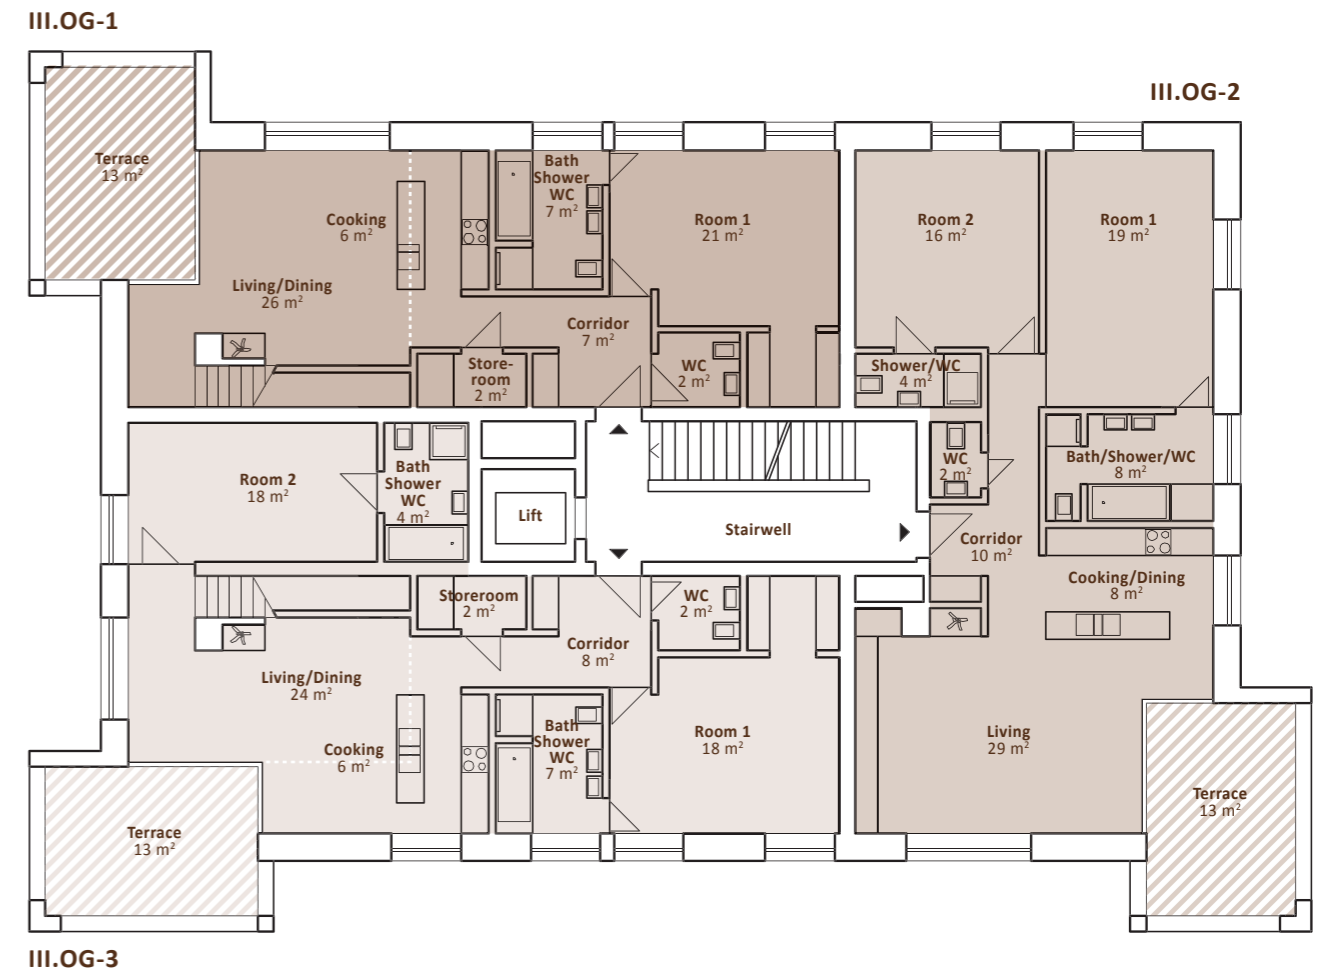 III.OG-1
III.OG-2
Terrace
13 m²
Cooking
6 m²
Living/Dining
26 m²
Bath
Shower
WC
7 m²
Room 1
21 m²
Corridor
7 m²
Store-
room
2 m²
WC
2 m²
Room 2
16 m²
Room 1
19 m²
Shower/WC
4 m²
WC
2 m²
Bath/Shower/WC
8 m²
Corridor
10 m²
Cooking/Dining
8 m²
Living
29 m²
Terrace
13 m²
Room 2
18 m²
Bath
Shower
WC
4 m²
Lift
Stairwell
Storeroom
2 m²
WC
2 m²
Corridor
8 m²
Living/Dining
24 m²
Cooking
6 m²
Bath
Shower
WC
7 m²
Room 1
18 m²
Terrace
13 m²
III.OG-3